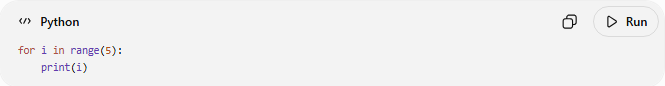 Python
Run
for i in range(5):
    print(i)